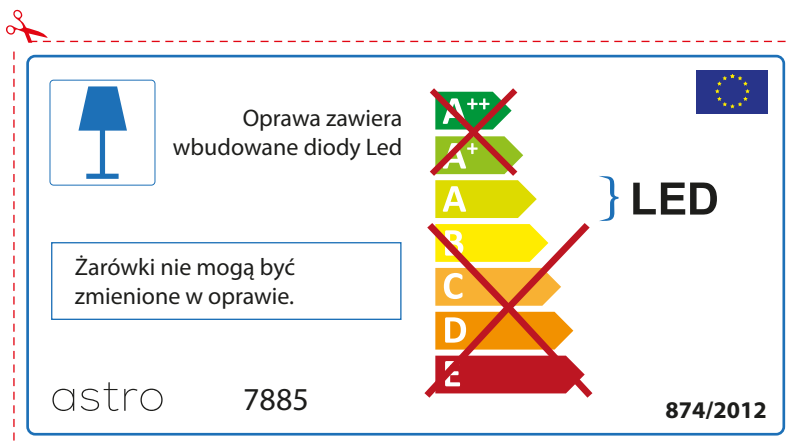 Oprawa zawiera
wbudowane diody Led
A++
A+
A
B
C
D
E
LED
Żarówki nie mogą być
zmienione w oprawie.
astro
7885
874/2012